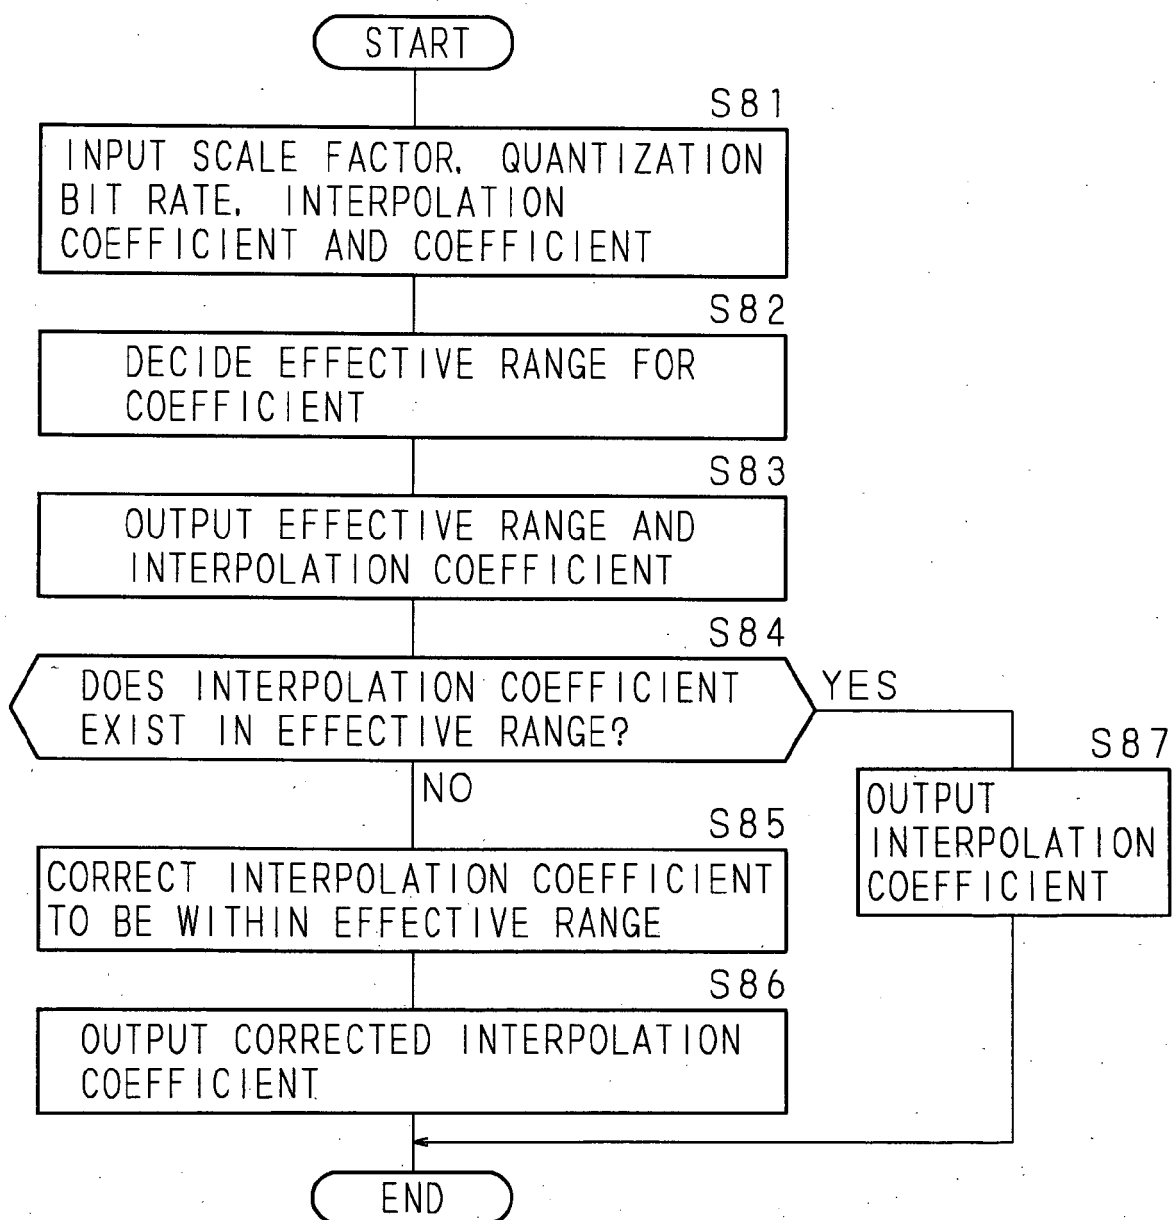 START
S81
INPUT SCALE FACTOR, QUANTIZATION
BIT RATE, INTERPOLATION
COEFFICIENT AND COEFFICIENT
S82
DECIDE EFFECTIVE RANGE FOR
COEFFICIENT
S83
OUTPUT EFFECTIVE RANGE AND
INTERPOLATION COEFFICIENT
S84
DOES INTERPOLATION COEFFICIENT
EXIST IN EFFECTIVE RANGE?
YES
NO
S87
OUTPUT
INTERPOLATION
COEFFICIENT
S85
CORRECT INTERPOLATION COEFFICIENT
TO BE WITHIN EFFECTIVE RANGE
S86
OUTPUT CORRECTED INTERPOLATION
COEFFICIENT
END